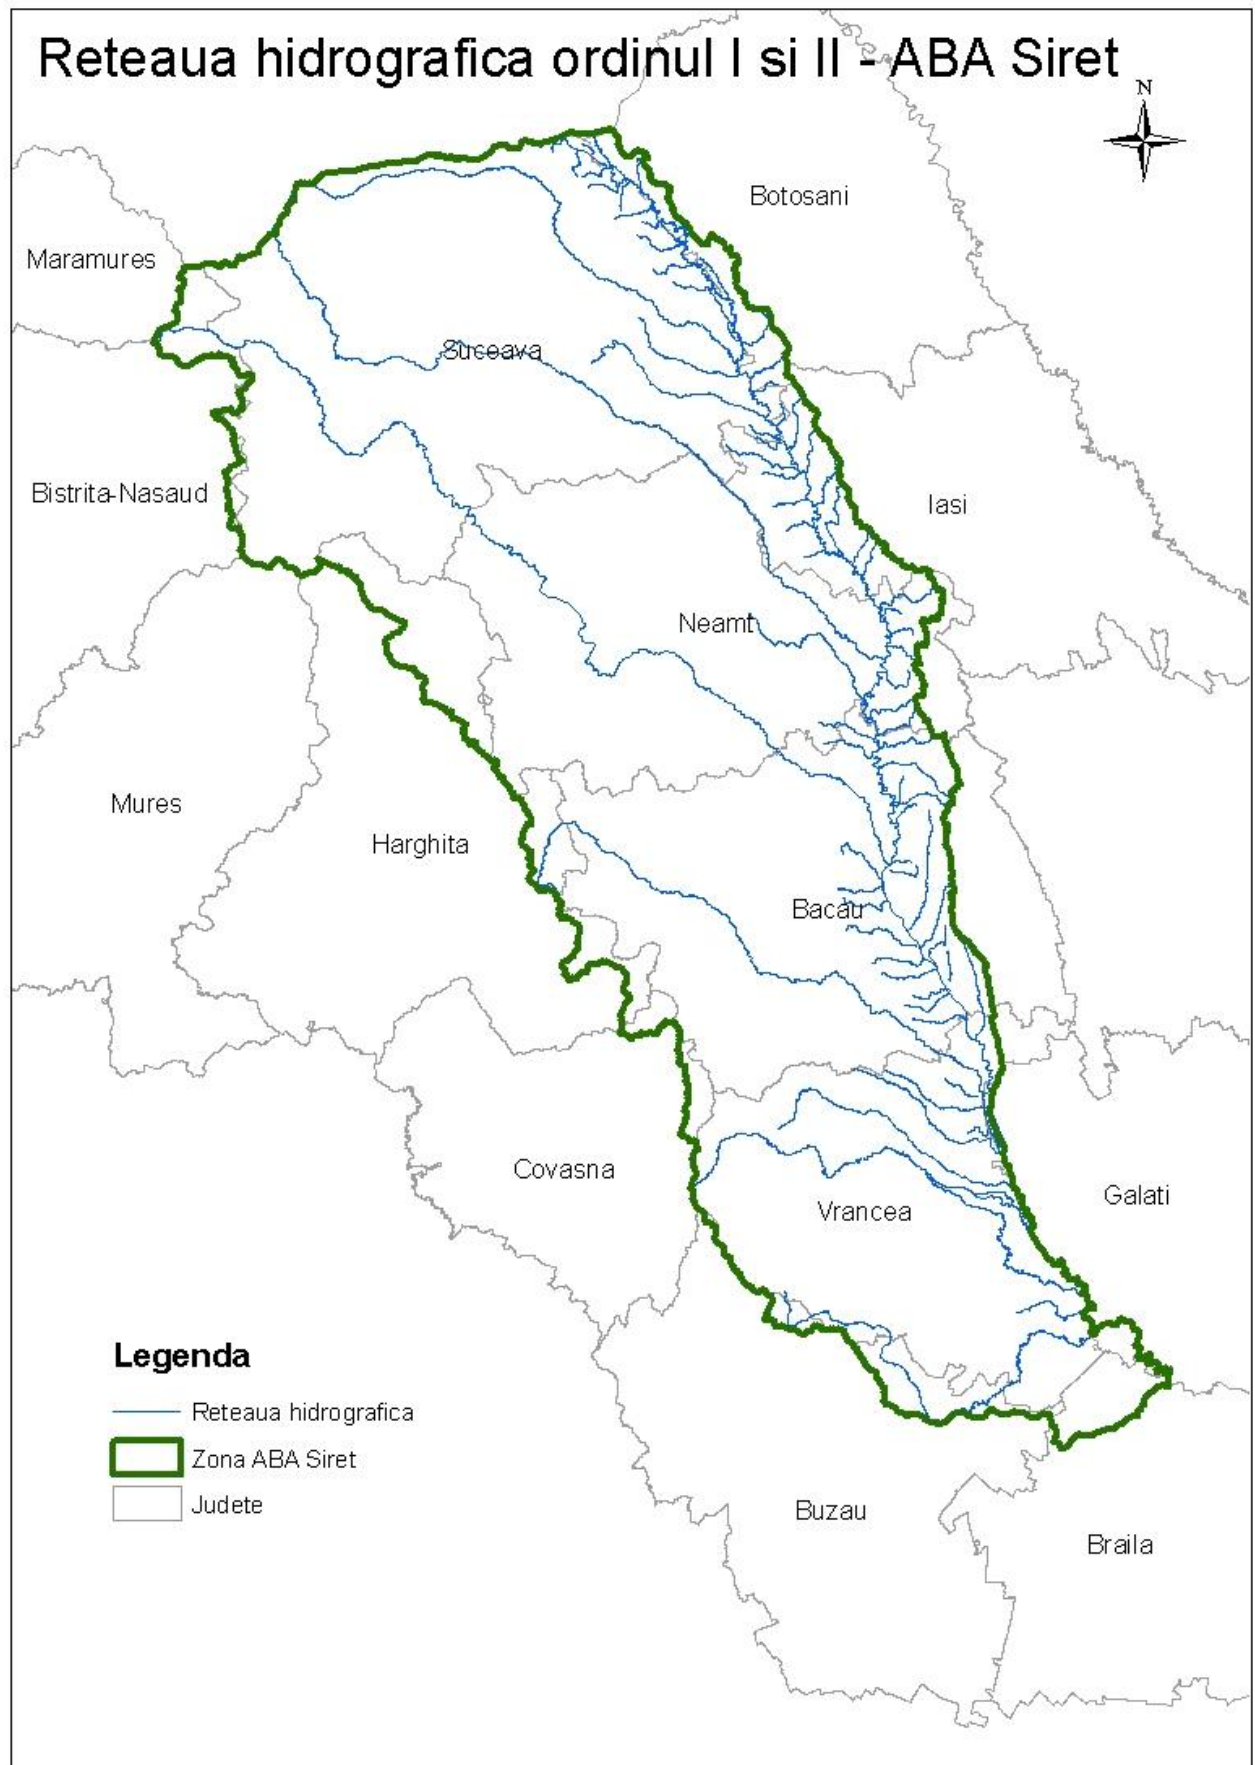 Reteaua hidrografica ordinul I si II - ABA Siret
N
Botosani
Maramures
Suceava
Bistrita-Nasaud
Iasi
Neamt
Mures
Harghita
Bacau
Covasna
Vrancea
Galati
Legenda
Reteaua hidrografica
Zona ABA Siret
Judete
Buzau
Braila